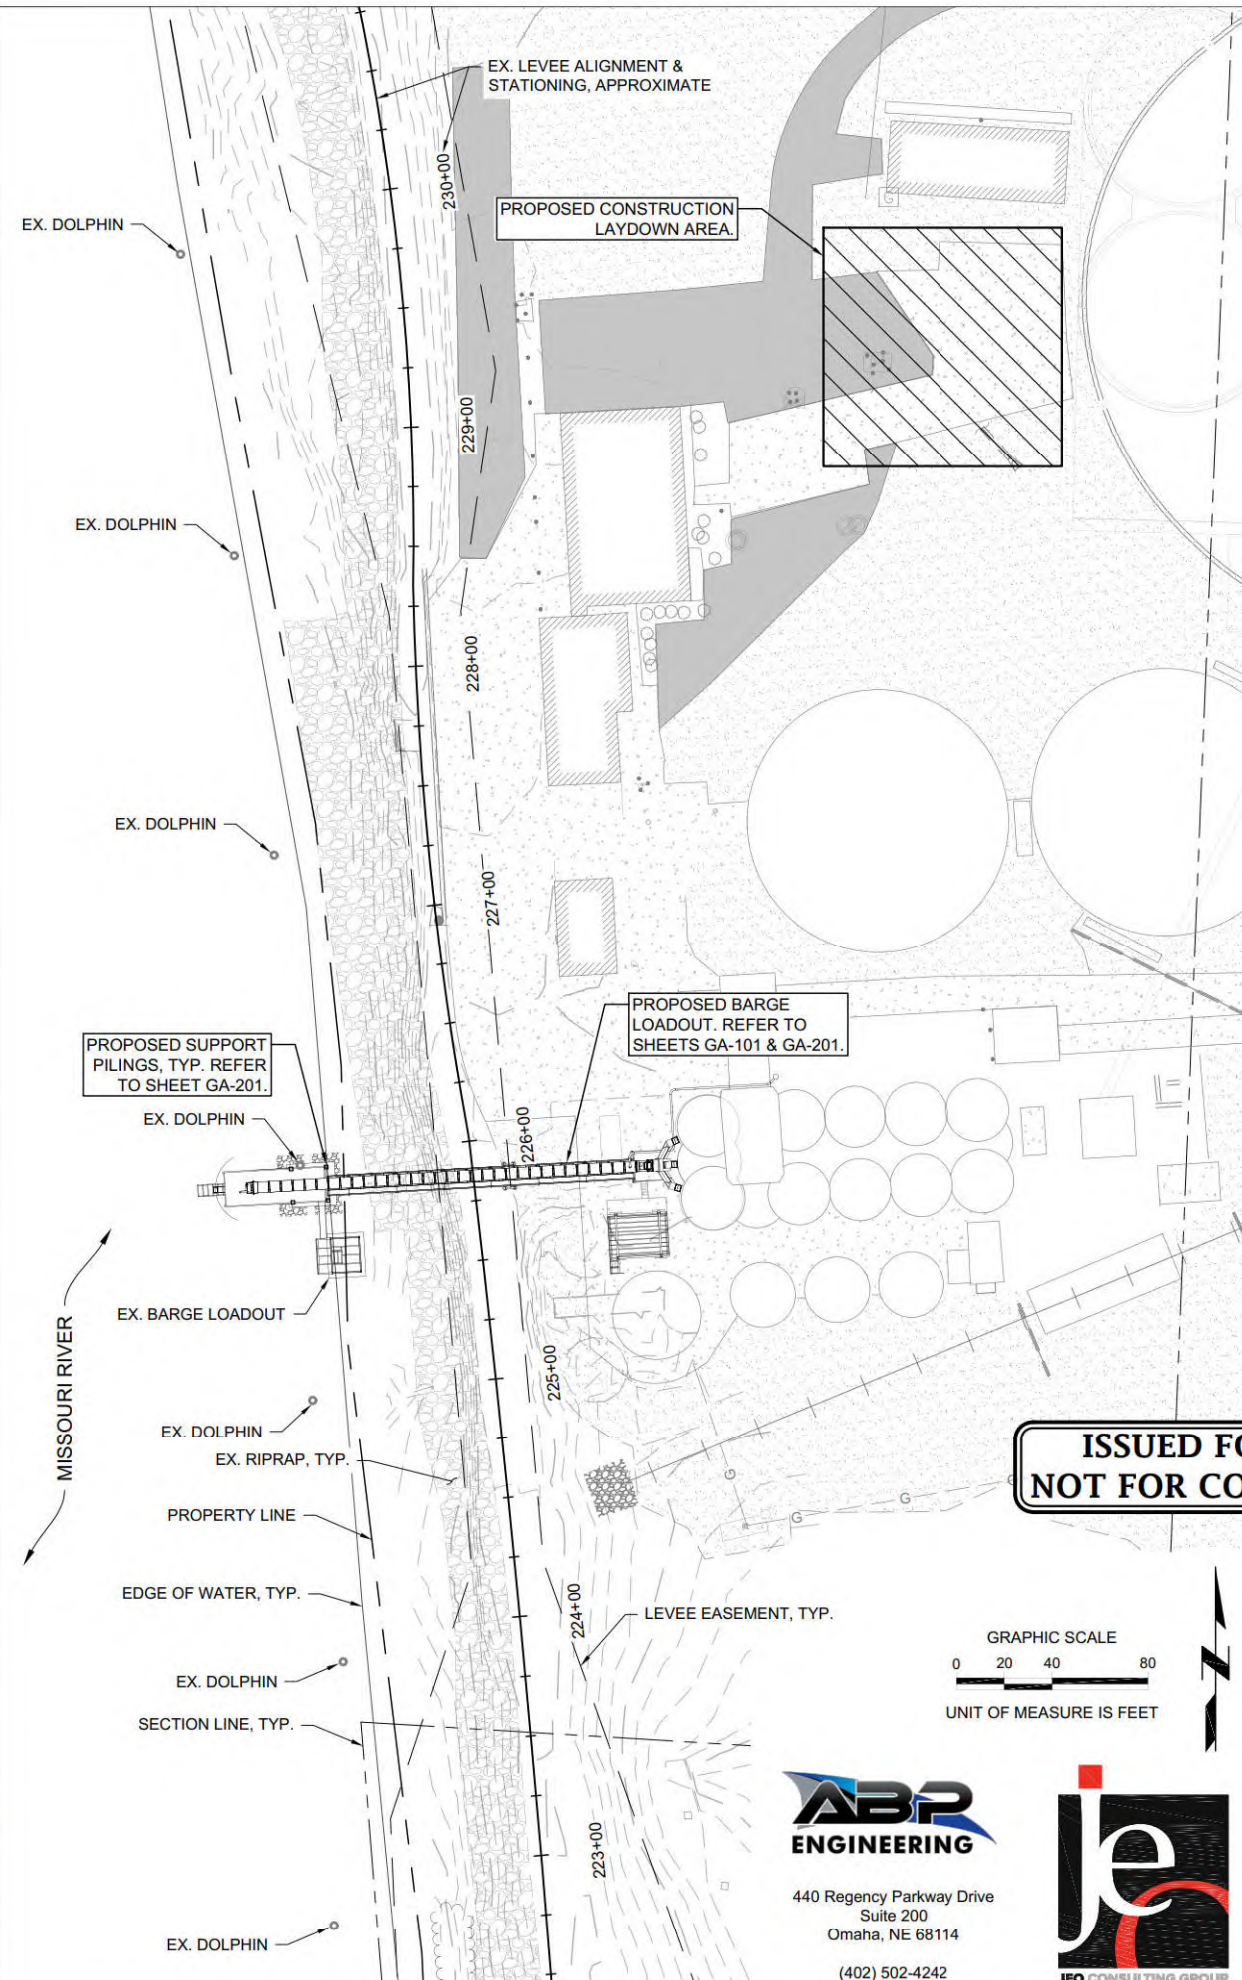 EX. LEVEE ALIGNMENT &
STATIONING, APPROXIMATE
230+00
EX. DOLPHIN
PROPOSED CONSTRUCTION
LAYDOWN AREA.
G
229+00
EX. DOLPHIN
228+00
EX. DOLPHIN
227+00
PROPOSED BARGE
LOADOUT. REFER TO
SHEETS GA-101 & GA-201.
PROPOSED SUPPORT
PILINGS, TYP. REFER
TO SHEET GA-201.
EX. DOLPHIN
226+00
EX. BARGE LOADOUT
MISSOURI RIVER
225+00
EX. DOLPHIN
EX. RIPRAP, TYP.
ISSUED FO
NOT FOR CO
G
G
G
PROPERTY LINE
EDGE OF WATER, TYP.
224+00
LEVEE EASEMENT, TYP.
GRAPHIC SCALE
0 20 40 80
UNIT OF MEASURE IS FEET
N
EX. DOLPHIN
SECTION LINE, TYP.
223+00
ABP
ENGINEERING
440 Regency Parkway Drive
Suite 200
Omaha, NE 68114
(402) 502-4242
jeo
JEO CONSULTING GROUP
EX. DOLPHIN